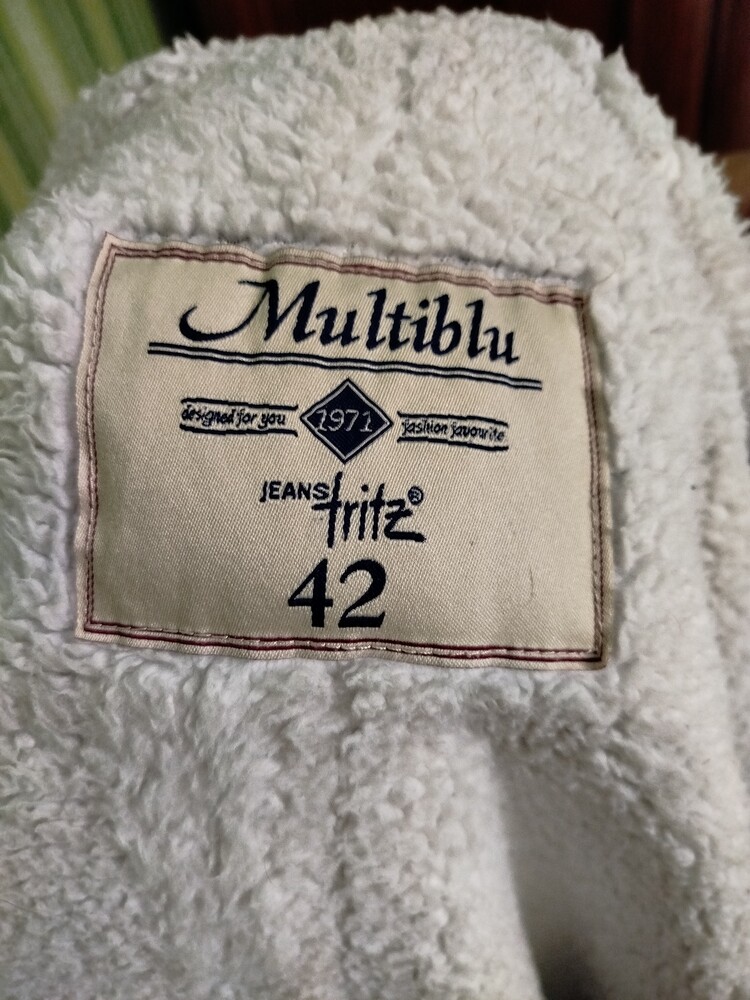 Multiblu
designed for you 1971 fashion favourite
JEANS fritz®
42